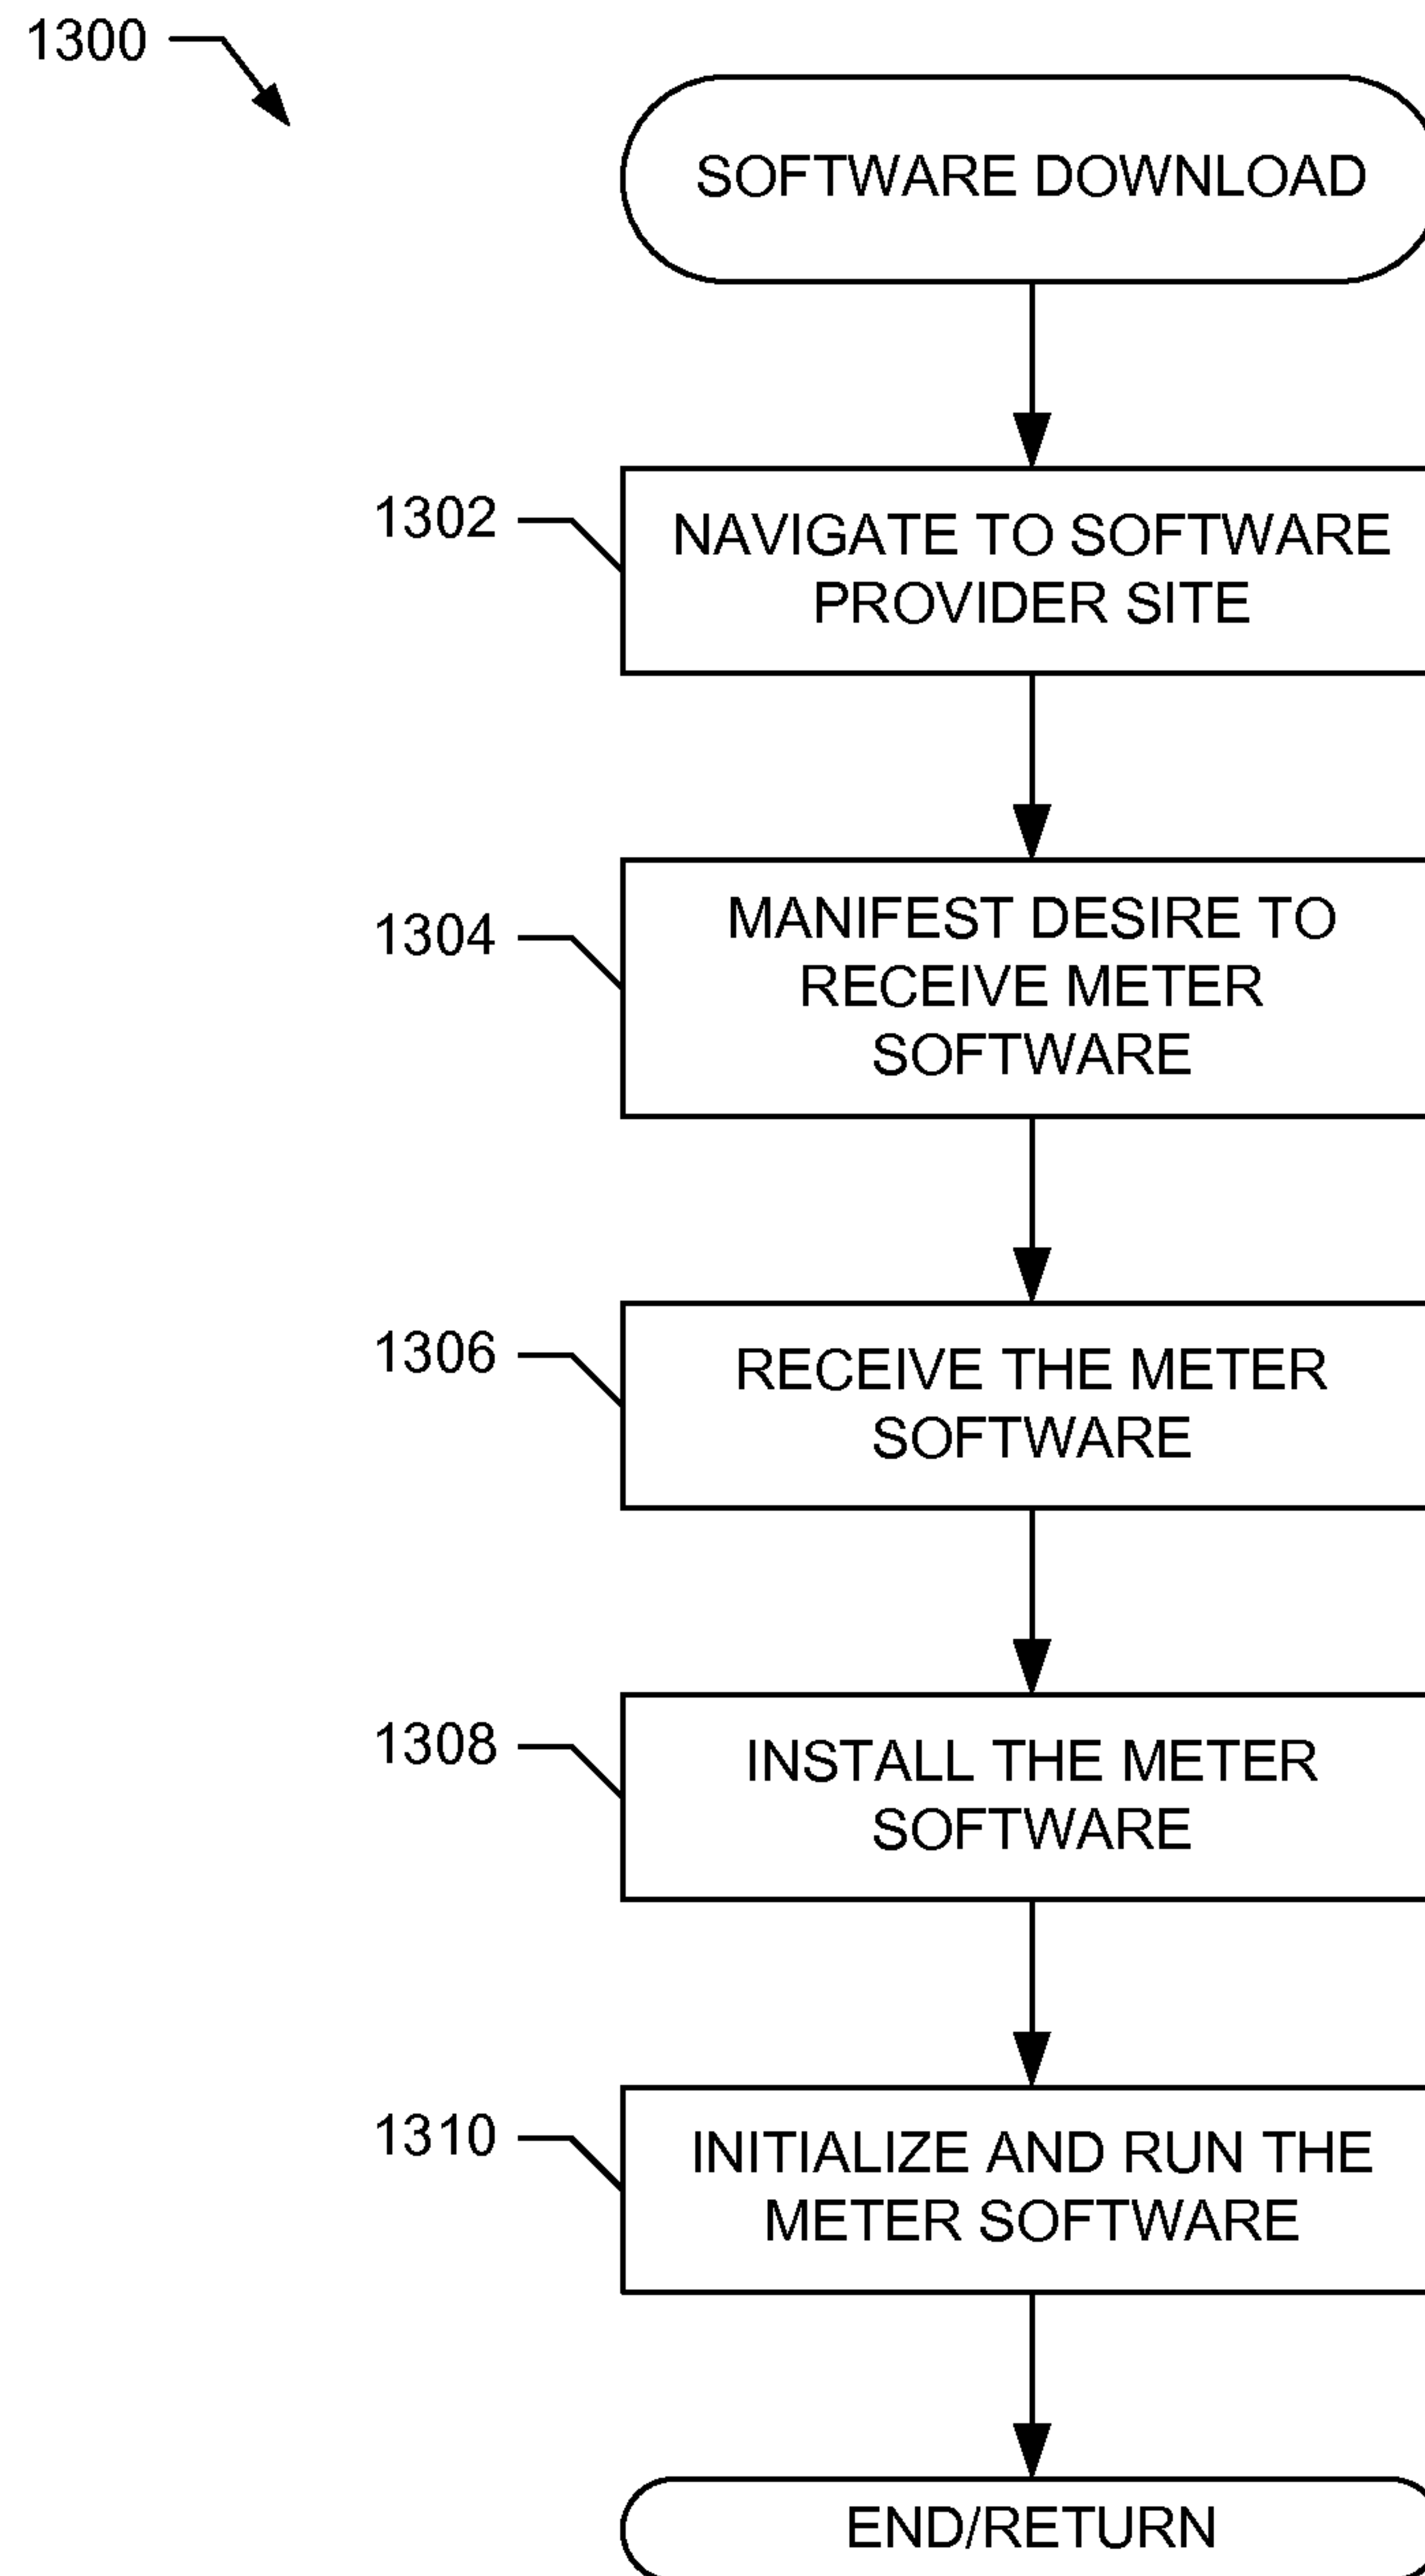 1300
SOFTWARE DOWNLOAD
1302
NAVIGATE TO SOFTWARE
PROVIDER SITE
1304
MANIFEST DESIRE TO
RECEIVE METER
SOFTWARE
1306
RECEIVE THE METER
SOFTWARE
1308
INSTALL THE METER
SOFTWARE
1310
INITIALIZE AND RUN THE
METER SOFTWARE
END/RETURN